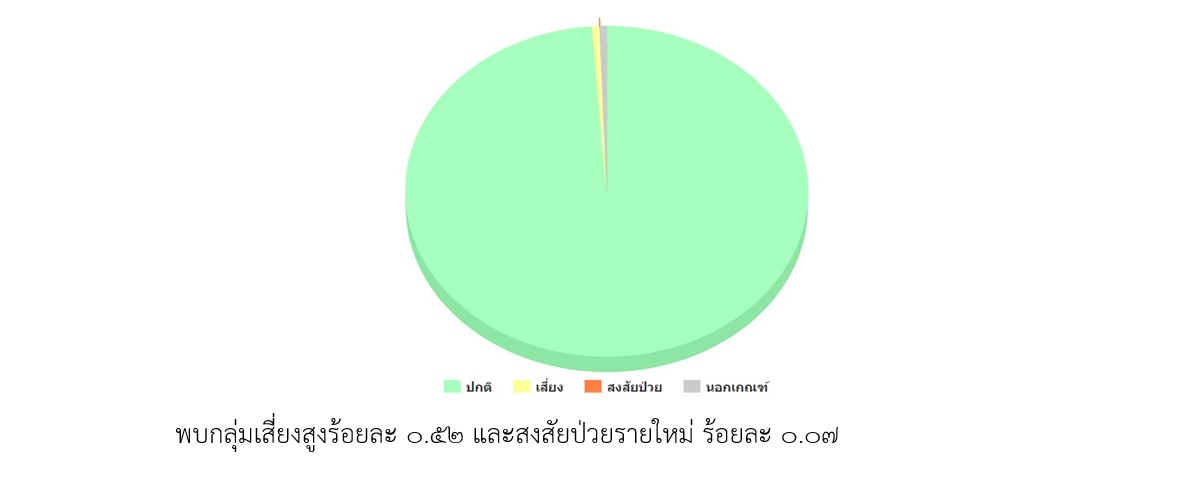 ปกติ เสี่ยง สงสัยป่วย นอกเกณฑ์
พบกลุ่มเสี่ยงสูงร้อยละ ๐.๕๒ และสงสัยป่วยรายใหม่ ร้อยละ ๐.๐๗